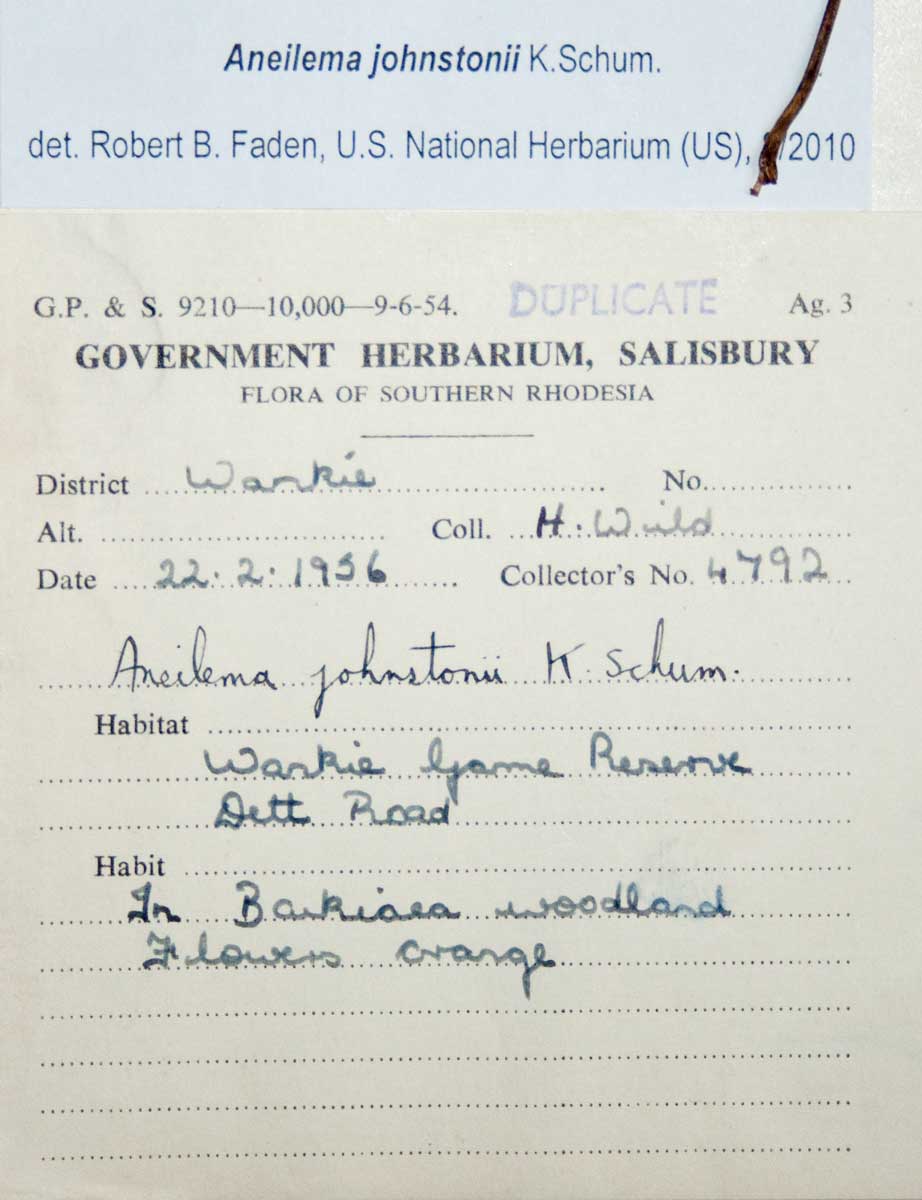 Aneilema johnstonii K.Schum.
det. Robert B. Faden, U.S. National Herbarium (US), /2010
G.P. & S. 9210—10,000—9-6-54. DUPLICATE Ag. 3
GOVERNMENT HERBARIUM, SALISBURY
FLORA OF SOUTHERN RHODESIA
District Wankie No.
Alt. Coll. H. Wild
Date 22.2.1956 Collector's No. 4792
Aneilema johnstonii K. Schum.
Habitat
Wankie Game Reserve
Dett Road
Habit
In Baikiaea woodland
Flowers orange